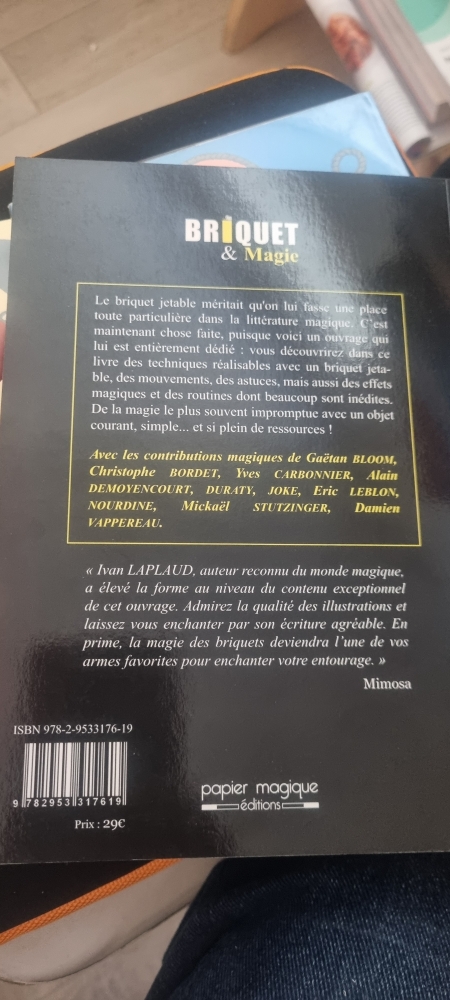 BRIQUET
& Magie
Le briquet jetable méritait qu'on lui fasse une place
toute particulière dans la littérature magique. C'est
maintenant chose faite, puisque voici un ouvrage qui
lui est entièrement dédié : vous découvrirez dans ce
livre des techniques réalisables avec un briquet jeta-
ble, des mouvements, des astuces, mais aussi des effets
magiques et des routines dont beaucoup sont inédites.
De la magie le plus souvent impromptue avec un objet
courant, simple... et si plein de ressources !
Avec les contributions magiques de Gaëtan BLOOM,
Christophe BORDET, Yves CARBONNIER, Alain
DEMOYENCOURT, DURATY, JOKE, Eric LEBLON,
NOURDINE, Mickaël STUTZINGER, Damien
VAPPEREAU.
« Ivan LAPLAUD, auteur reconnu du monde magique,
a élevé la forme au niveau du contenu exceptionnel
de cet ouvrage. Admirez la qualité des illustrations et
laissez vous enchanter par son écriture agréable. En
prime, la magie des briquets deviendra l'une de vos
armes favorites pour enchanter votre entourage. »
Mimosa
ISBN 978-2-9533176-19
9 782953 317619
Prix : 29€
papier magique
éditions